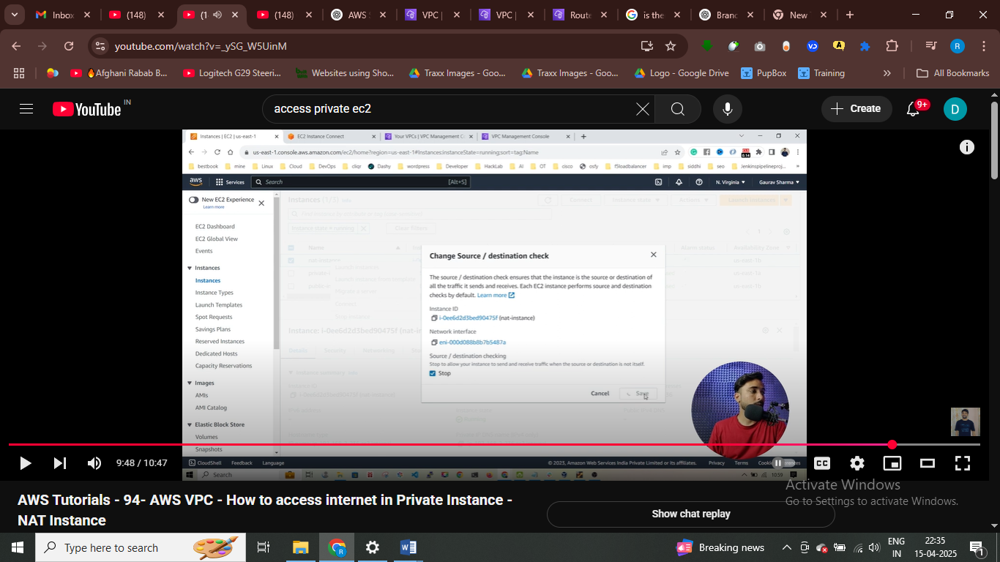 Inbox
(148)
(1
(148)
AWS
VPC |
VPC |
Route
is the
Branc
New
youtube.com/watch?v=_ySG_W5UinM
R
Afghani Rabab B...
Logitech G29 Steeri...
Websites using Sho...
Traxx Images - Goo...
Traxx Images - Goo...
Logo - Google Drive
PupBox
Training
»
All Bookmarks
YouTube IN
access private ec2
Create
9+
D
Instances | EC2 | us-east-1
EC2 Instance Connect
Your VPCs | VPC Management C
VPC Management Console
us-east-1.console.aws.amazon.com/ec2/home?region=us-east-1#Instances:instanceState=running;sort=tag:Name
bestbook
mine
Linux
Cloud
DevOps
cliqr
Dashy
wordpress
Developer
HackLab
AI
OT
cisco
osfy
f5loadbalancer
imp
siddhi
seo
Jenkinspipelineproj...
»
aws
Services
Search
[Alt+S]
N. Virginia
Gaurav Sharma
New EC2 Experience
Learn more
EC2 Dashboard
EC2 Global View
Events
Instances
Instances
Instance Types
Launch Templates
Spot Requests
Savings Plans
Reserved Instances
Dedicated Hosts
Capacity Reservations
Images
AMIs
AMI Catalog
Elastic Block Store
Volumes
Snapshots
Instances (1/3)
Connect
Instance state
Actions
Launch instances
Instance state = running
Clear filters
Name
Alarm status
Availability Zone
nat-instance
us-east-1b
us-east-1a
us-east-1b
Instance: i-0ee6d2d3bed90475f (nat-in
Details
Security
Networking
Change Source / destination check
The source / destination check ensures that the instance is the source or destination of
all the traffic it sends and receives. Each EC2 instance performs source and destination
checks by default. Learn more
Instance ID
i-0ee6d2d3bed90475f (nat-instance)
Network interface
eni-000d088b8b7b5487a
Source / destination checking
Stop to allow your instance to send and receive traffic when the source or destination is not itself.
Stop
Cancel
Save
CloudShell
Feedback
Language
© 2023, Amazon Web Services India Private Limited or its affiliates.
Privacy
Terms
Search
10:59
9:48 / 10:47
CC
AWS Tutorials - 94- AWS VPC - How to access internet in Private Instance -
NAT Instance
Show chat replay
Activate Windows
Go to Settings to activate Windows.
Type here to search
Breaking news
ENG
IN
22:35
15-04-2025
1